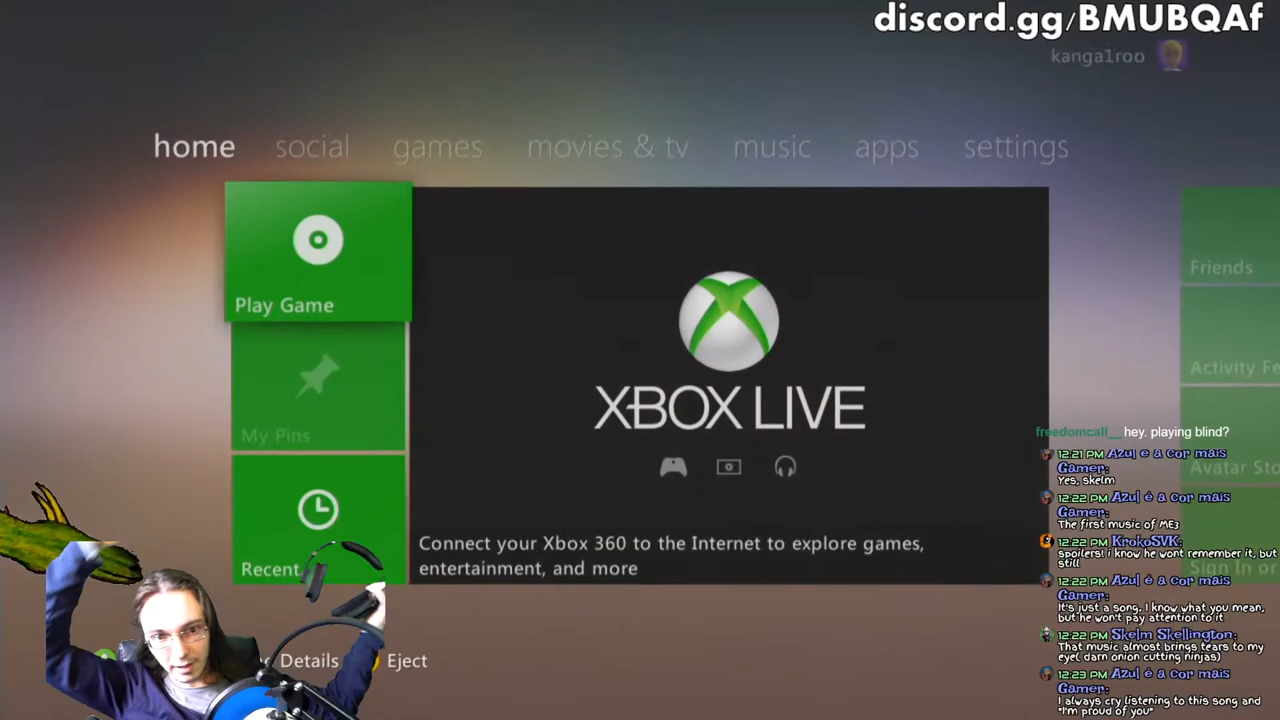 discord.gg/BMUBQAf
kanga1roo
home social games movies & tv music apps settings
Play Game
My Pins
Recent
XBOX LIVE
Connect your Xbox 360 to the Internet to explore games,
entertainment, and more
Details
Eject
Friends
Activity Fe
Avatar Sto
Sign In or
freedomcall__ hey. playing blind?
12:21 PM Azul é a cor mais
Gamer:
Yes, skelm
12:22 PM Azul é a cor mais
Gamer:
The first music of ME3
12:22 PM KrokoSVK:
spoilers! i know he wont remember it, but
still
12:22 PM Azul é a cor mais
Gamer:
It's just a song. I know what you mean,
but he won't pay attention to it
12:22 PM Skelm Skellington:
That music almost brings tears to my
eye( darn onion cutting ninjas)
12:23 PM Azul é a cor mais
Gamer:
I always cry listening to this song and
"I'm proud of you"